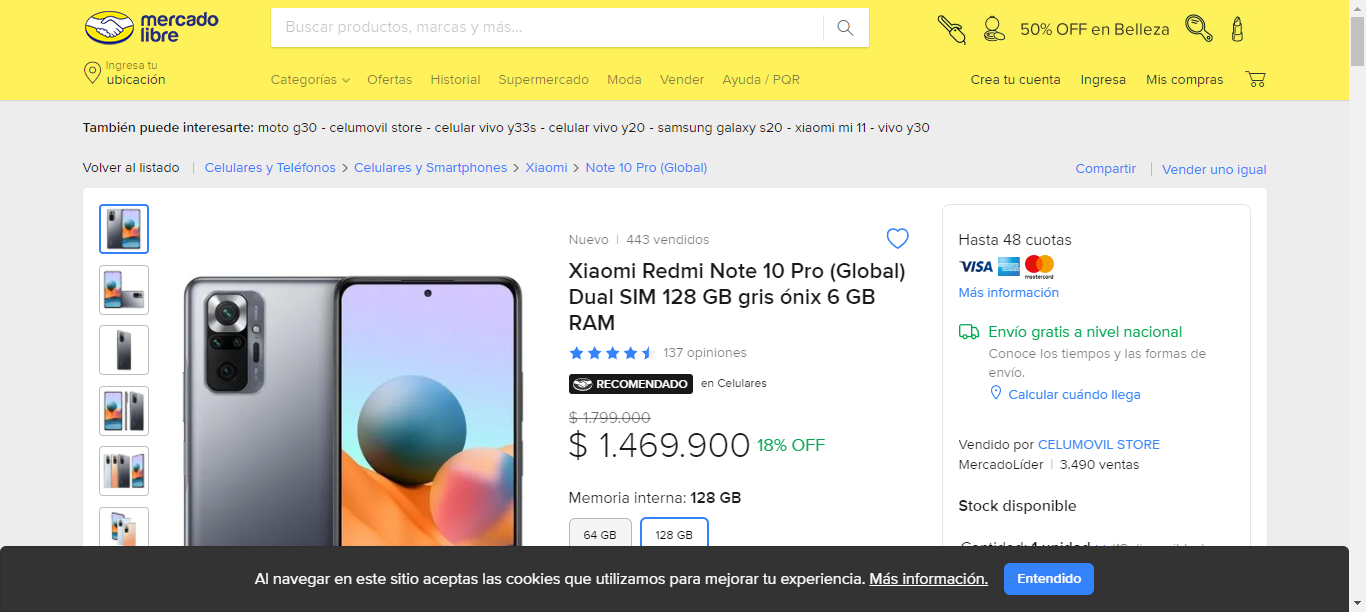 mercado
libre
Buscar productos, marcas y más...
50% OFF en Belleza
Ingresa tu
ubicación
Categorías Ofertas Historial Supermercado Moda Vender Ayuda / PQR Crea tu cuenta Ingresa Mis compras
También puede interesarte: moto g30 - celumovil store - celular vivo y33s - celular vivo y20 - samsung galaxy s20 - xiaomi mi 11 - vivo y30
Volver al listado | Celulares y Teléfonos > Celulares y Smartphones > Xiaomi > Note 10 Pro (Global)
Compartir | Vender uno igual
Nuevo | 443 vendidos
Xiaomi Redmi Note 10 Pro (Global)
Dual SIM 128 GB gris ónix 6 GB
RAM
137 opiniones
RECOMENDADO en Celulares
$ 1.799.000
$ 1.469.900 18% OFF
Memoria interna: 128 GB
64 GB 128 GB
Hasta 48 cuotas
VISA mastercard
Más información
Envío gratis a nivel nacional
Conoce los tiempos y las formas de
envío.
Calcular cuándo llega
Vendido por CELUMOVIL STORE
MercadoLíder | 3.490 ventas
Stock disponible
Cantidad: 1 unidad
Al navegar en este sitio aceptas las cookies que utilizamos para mejorar tu experiencia. Más información. Entendido